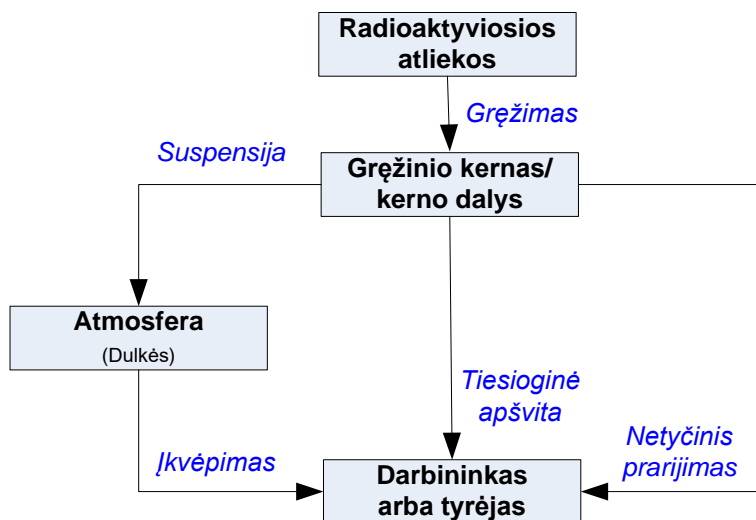 Radioaktyviosios
atliekos
Gręžimas
Suspensija
Gręžinio kernas/
kerno dalys
Atmosfera
(Dulkės)
Tiesioginė
apšvita
Netyčinis
prarijimas
Įkvėpimas
Darbininkas
arba tyrėjas